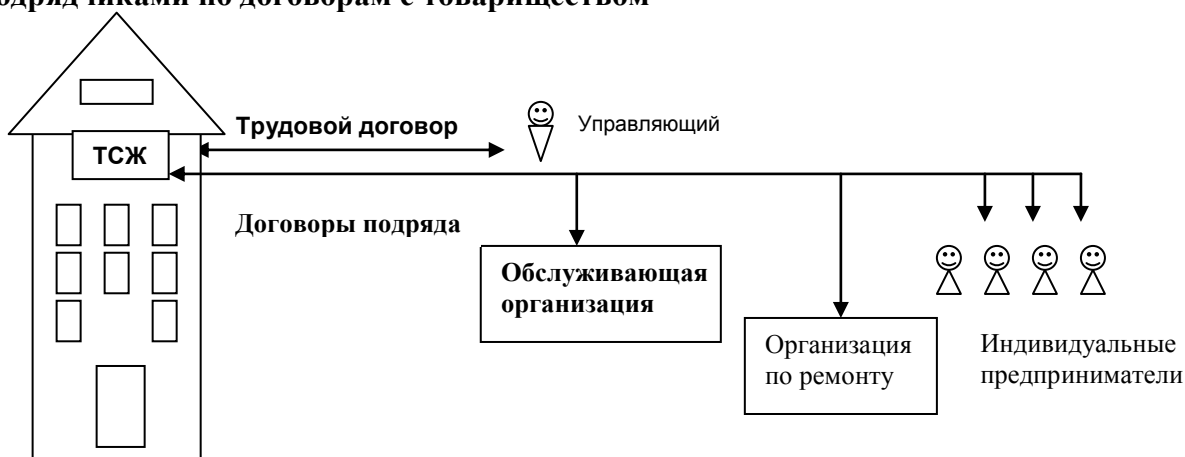 подрядчиками по договорам с товариществом
Трудовой договор
Управляющий
ТСЖ
Договоры подряда
Обслуживающая
организация
Организация
по ремонту
Индивидуальные
предприниматели